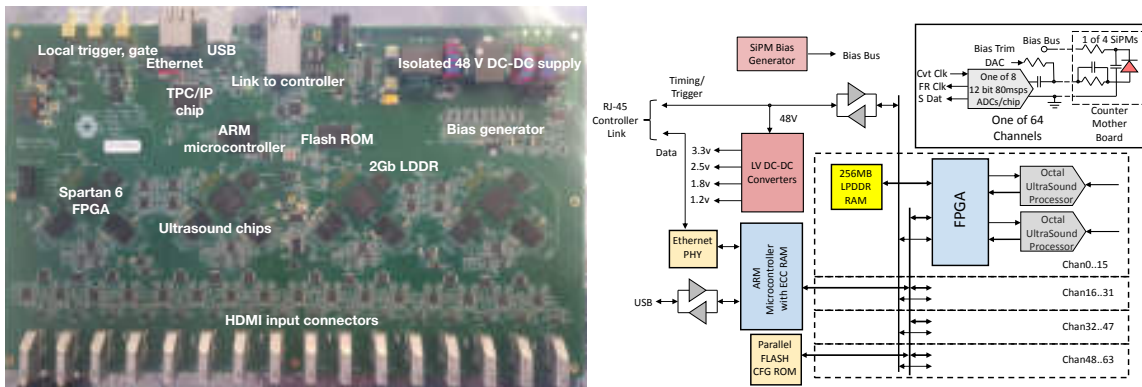 Local trigger, gate
USB
Ethernet
Link to controller
Isolated 48 V DC-DC supply
TPC/IP
chip
ARM
microcontroller
Flash ROM
Bias generator
2Gb LDDR
Spartan 6
FPGA
Ultrasound chips
HDMI input connectors
SiPM Bias
Generator
Bias Bus
Timing/
Trigger
RJ-45
Controller
Link
48V
Data
3.3v
2.5v
1.8v
1.2v
LV DC-DC
Converters
Ethernet
PHY
USB
ARM
Microcontroller
with ECC RAM
Parallel
FLASH
CFG ROM
Bias Bus
1 of 4 SiPMs
Bias Trim
DAC
Cvt Clk
FR Clk
S Dat
One of 8
12 bit 80msps
ADCs/chip
One of 64
Channels
Counter
Mother
Board
256MB
LPDDR
RAM
FPGA
Octal
UltraSound
Processor
Octal
UltraSound
Processor
Chan0..15
Chan16..31
Chan32..47
Chan48..63